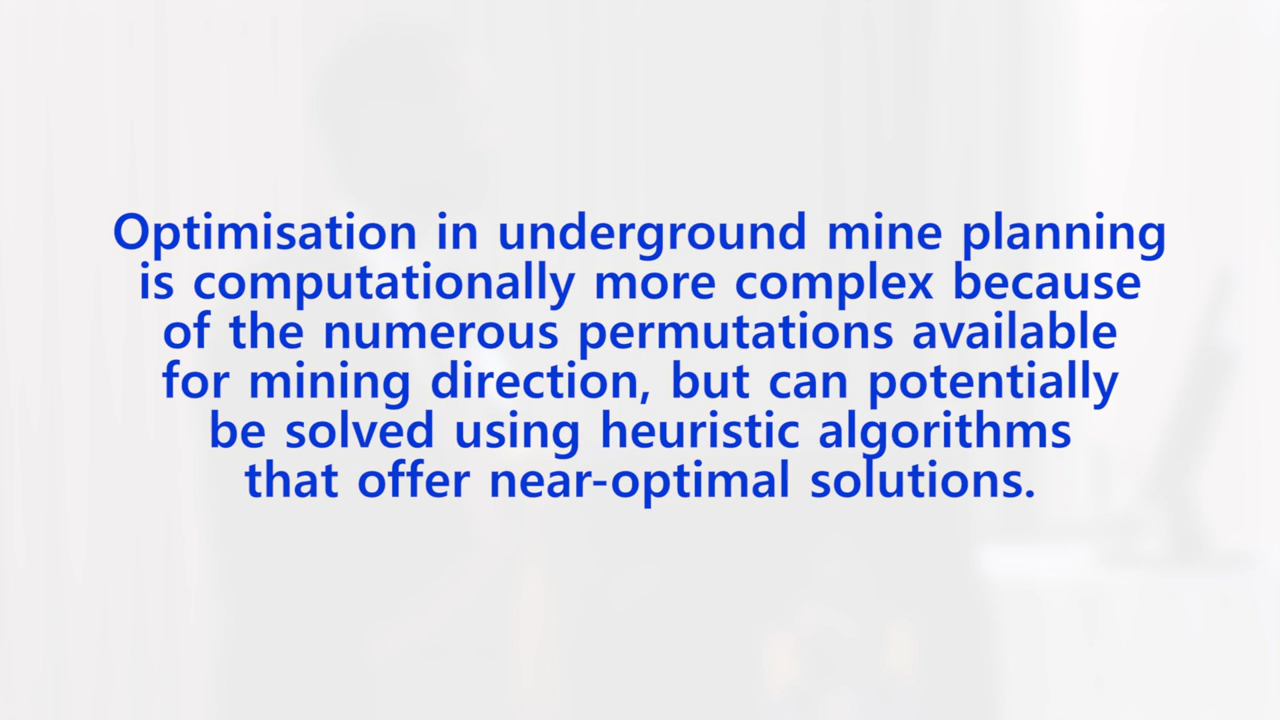 Optimisation in underground mine planning
is computationally more complex because
of the numerous permutations available
for mining direction, but can potentially
be solved using heuristic algorithms
that offer near-optimal solutions.